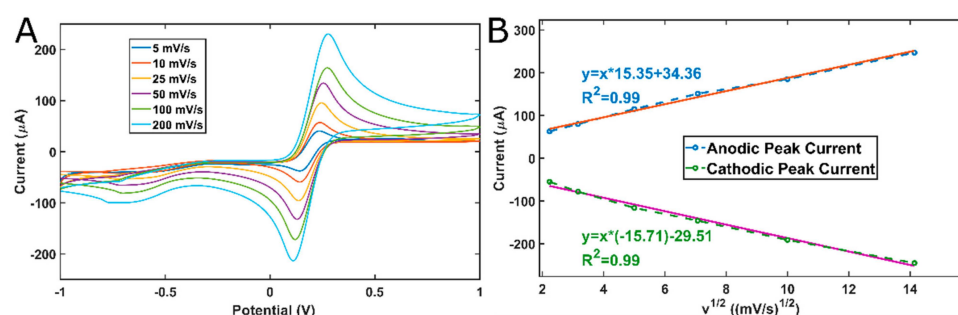 A
Current (μA)
200
100
0
-100
-200
5 mV/s
10 mV/s
25 mV/s
50 mV/s
100 mV/s
200 mV/s
-1
-0.5
0
0.5
1
Potential (V)
B
Current (μA)
300
200
100
0
-100
-200
y=x*15.35+34.36
R²=0.99
Anodic Peak Current
Cathodic Peak Current
y=x*(-15.71)-29.51
R²=0.99
2
4
6
8
10
12
14
v^1/2 ((mV/s)^1/2)